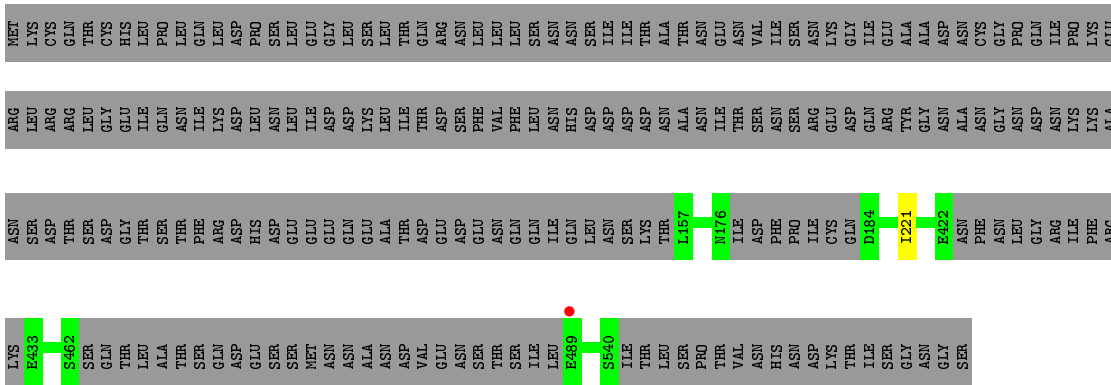 MET LYS CYS GLN THR CYS HIS LEU PRO LEU GLN LEU ASP PRO SER LEU GLU GLY LEU SER LEU THR GLN ARG ASN LEU LEU LEU SER ASN ASN SER ILE ILE THR ALA THR ASN GLU ASN VAL ILE SER ASN LYS GLY ILE GLU ALA ALA ASP ASN CYS GLY PRO GLN ILE PRO LYS GLU
ARG LEU ARG ARG LEU GLY GLU ILE GLN ASN ILE LYS ASP LEU ASN LEU ILE ASP ASP LYS LEU ILE THR ASP SER PHE VAL PHE LEU ASN HIS ASP ASP ASP ASP ASN ALA ASN ILE THR SER ASN SER ARG GLU ASP GLN ARG TYR GLY ASN ALA ASN GLY ASN ASP ASN LYS LYS ALA
ASN SER ASP THR SER ASP GLY THR SER THR PHE ARG ASP HIS ASP GLU GLU GLU GLN GLU ALA THR ASP GLU ASP GLU ASN GLN GLN ILE GLN LEU ASN SER LYS THR L157 N176 ILE ASP PHE PRO ILE CYS GLN D184 I221 E422 ASN PHE ASN LEU GLY ARG ILE PHE ARG
LYS E433 S462 SER GLN THR LEU ALA THR SER GLN ASP GLU SER SER MET ASN ASN ALA ASN ASP VAL GLU ASN SER THR SER ILE LEU E489 S540 ILE THR LEU SER PRO THR VAL ASN HIS ASN ASP LYS THR ILE SER GLY ASN GLY SER